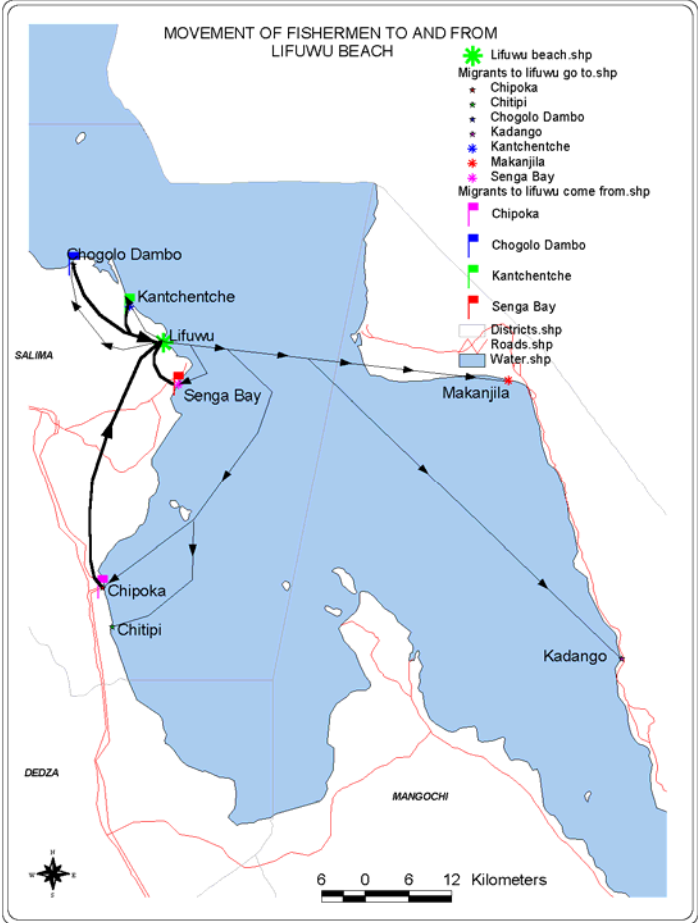 MOVEMENT OF FISHERMEN TO AND FROM
LIFUWU BEACH
Lifuwu beach.shp
Migrants to lifuwu go to.shp
Chipoka
Chitipi
Chogolo Dambo
Kadango
Kantchentche
Makanjila
Senga Bay
Migrants to lifuwu come from.shp
Chipoka
Chogolo Dambo
Kantchentche
Senga Bay
Districts.shp
Roads.shp
Water.shp
Chogolo Dambo
Kantchentche
Lifuwu
SALIMA
Senga Bay
Makanjila
Chipoka
Chitipi
Kadango
DEDZA
MANGOCHI
N
W E
S
6 0 6 12 Kilometers